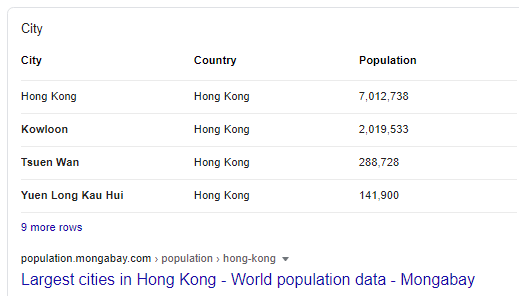 City
City Country Population
Hong Kong Hong Kong 7,012,738
Kowloon Hong Kong 2,019,533
Tsuen Wan Hong Kong 288,728
Yuen Long Kau Hui Hong Kong 141,900
9 more rows
population.mongabay.com › population › hong-kong
Largest cities in Hong Kong - World population data - Mongabay